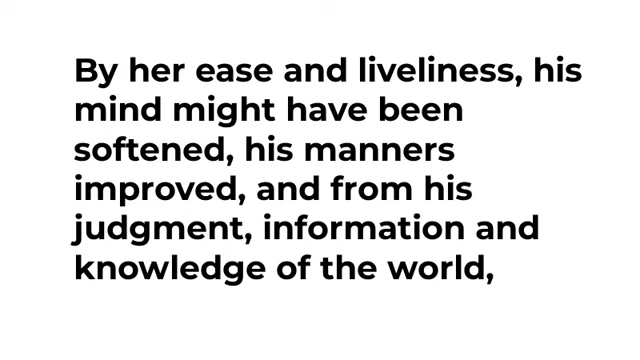 By her ease and liveliness, his
mind might have been
softened, his manners
improved, and from his
judgment, information and
knowledge of the world,